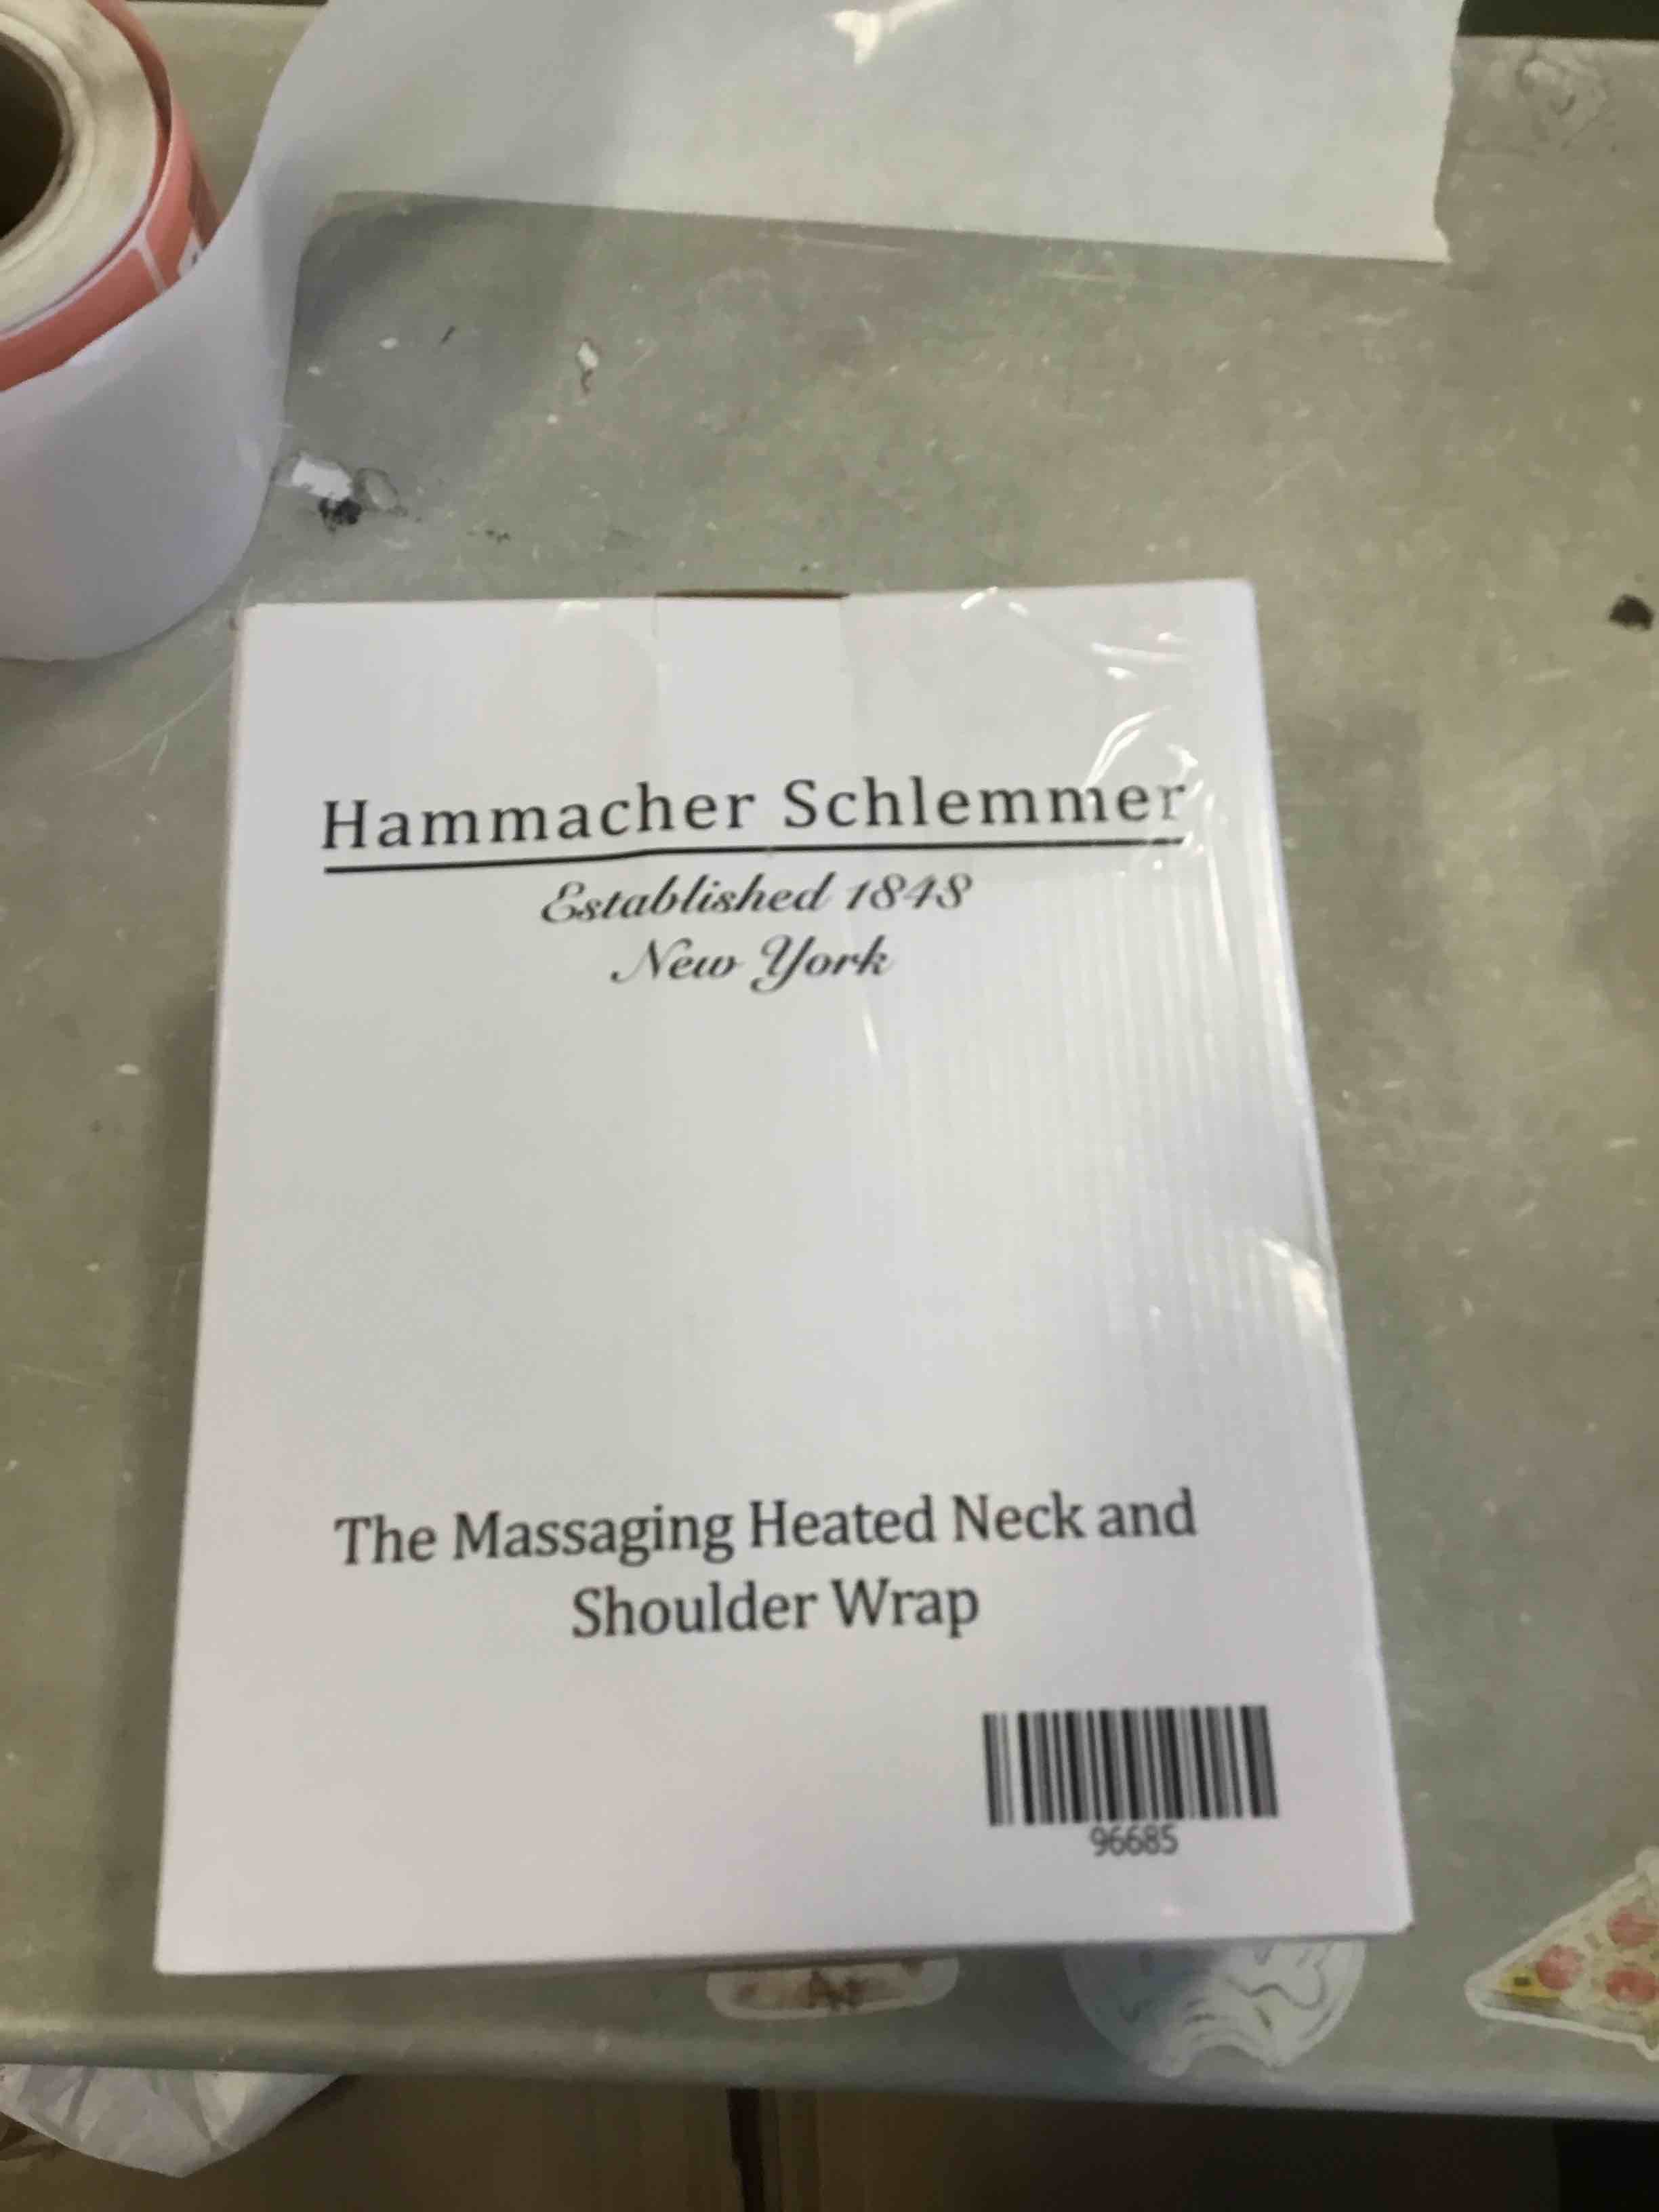 Hammacher Schlemmer
Established 1848
New York
The Massaging Heated Neck and
Shoulder Wrap
96685